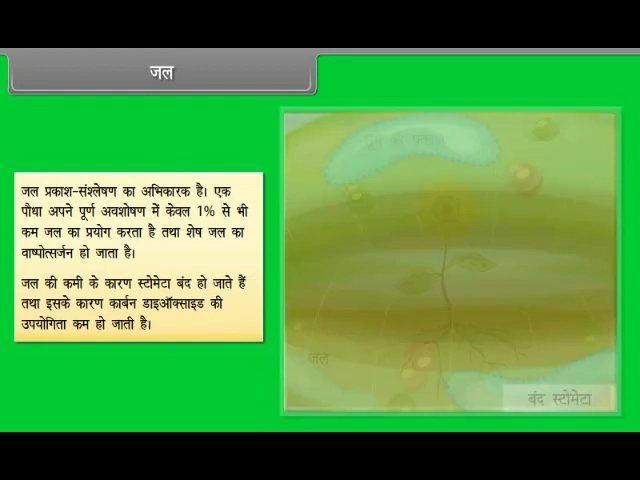 जल
जल प्रकाश-संश्लेषण का अभिकारक है। एक
पौधा अपने पूर्ण अवशोषण में केवल 1% से भी
कम जल का प्रयोग करता है तथा शेष जल का
वाष्पोत्सर्जन हो जाता है।
जल की कमी के कारण स्टोमेटा बंद हो जाते हैं
तथा इसके कारण कार्बन डाइऑक्साइड की
उपयोगिता कम हो जाती है।
जल
बंद स्टोमेटा